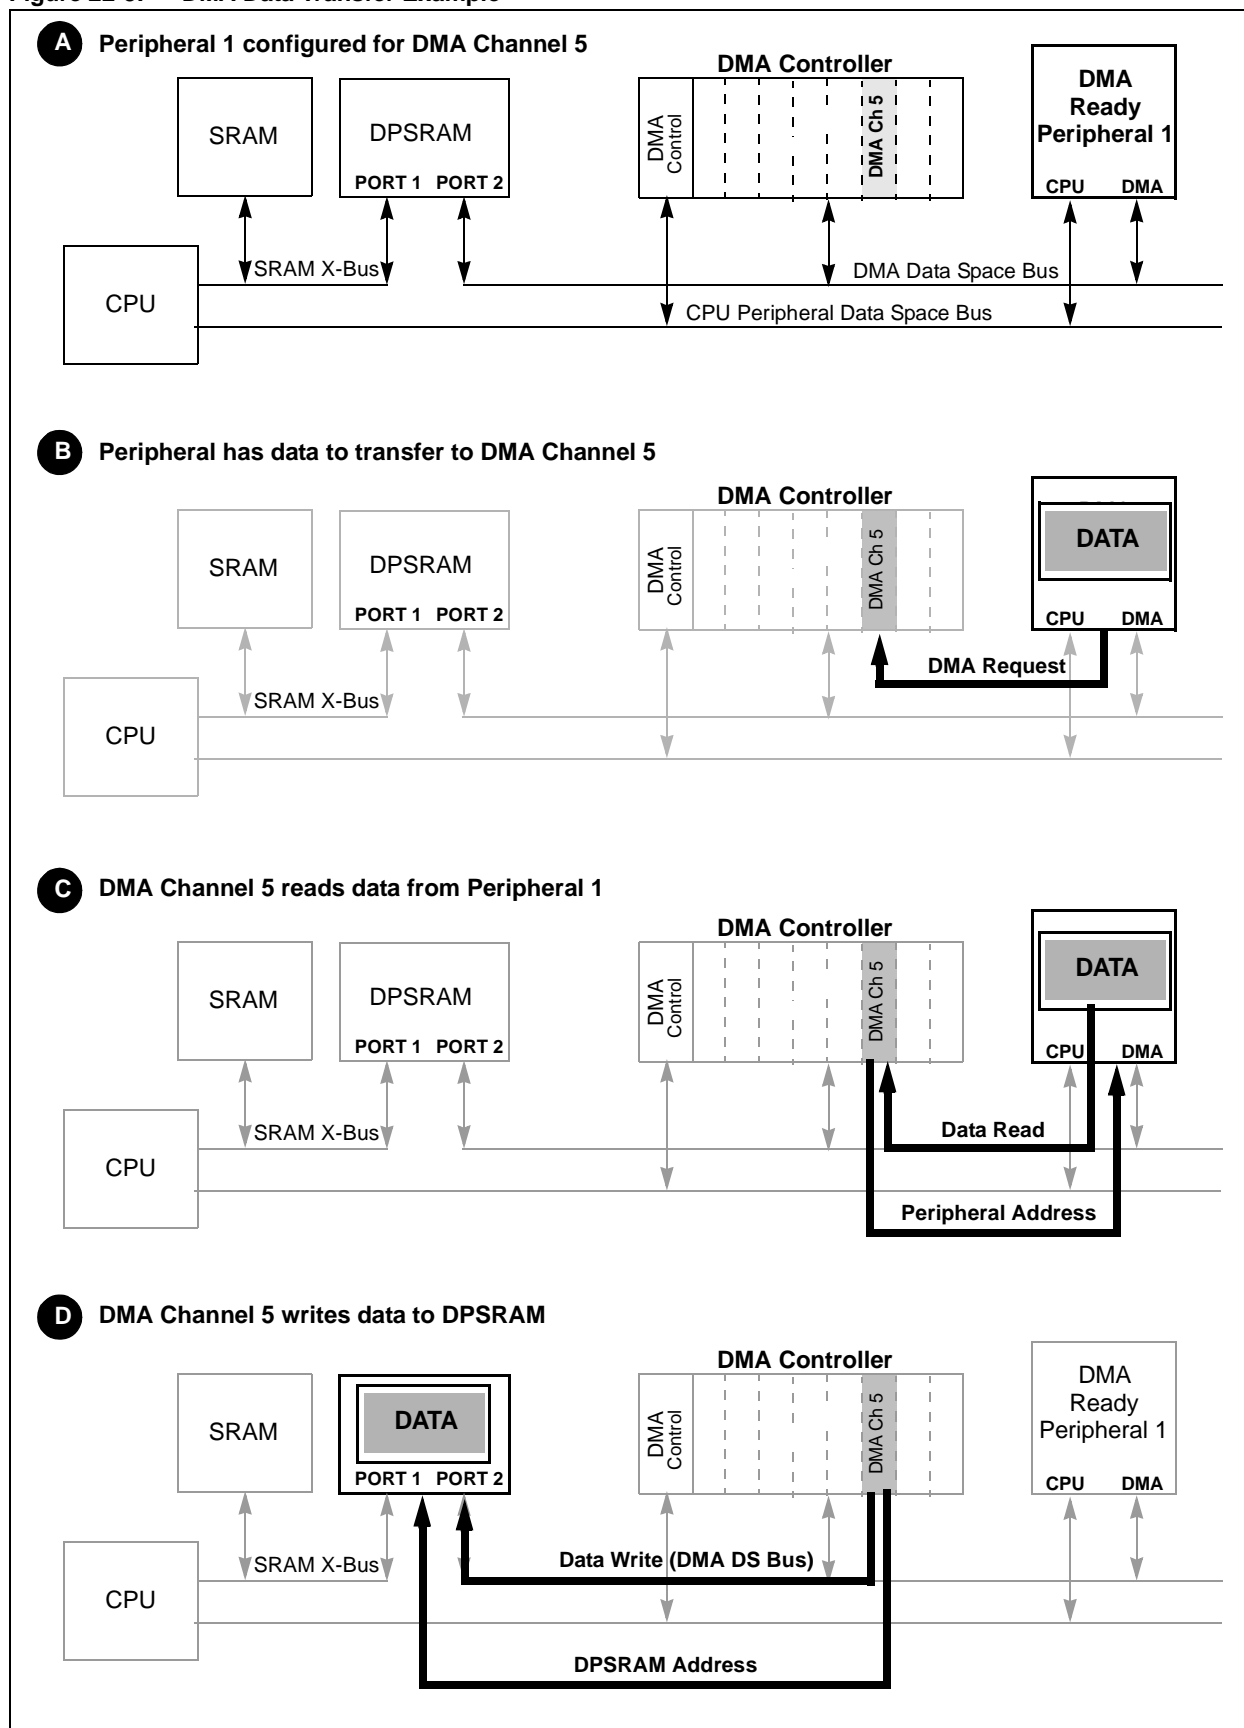 A Peripheral 1 configured for DMA Channel 5
DMA Controller
SRAM
DPSRAM
PORT 1 PORT 2
DMA Control
DMA Ch 5
DMA
Ready
Peripheral 1
CPU DMA
SRAM X-Bus
DMA Data Space Bus
CPU
CPU Peripheral Data Space Bus
B Peripheral has data to transfer to DMA Channel 5
DMA Controller
SRAM
DPSRAM
PORT 1 PORT 2
DMA Control
DMA Ch 5
DATA
CPU DMA
DMA Request
SRAM X-Bus
CPU
C DMA Channel 5 reads data from Peripheral 1
DMA Controller
SRAM
DPSRAM
PORT 1 PORT 2
DMA Control
DMA Ch 5
DATA
CPU DMA
SRAM X-Bus
Data Read
CPU
Peripheral Address
D DMA Channel 5 writes data to DPSRAM
DMA Controller
SRAM
DATA
PORT 1 PORT 2
DMA Control
DMA Ch 5
DMA
Ready
Peripheral 1
CPU DMA
SRAM X-Bus
Data Write (DMA DS Bus)
CPU
DPSRAM Address